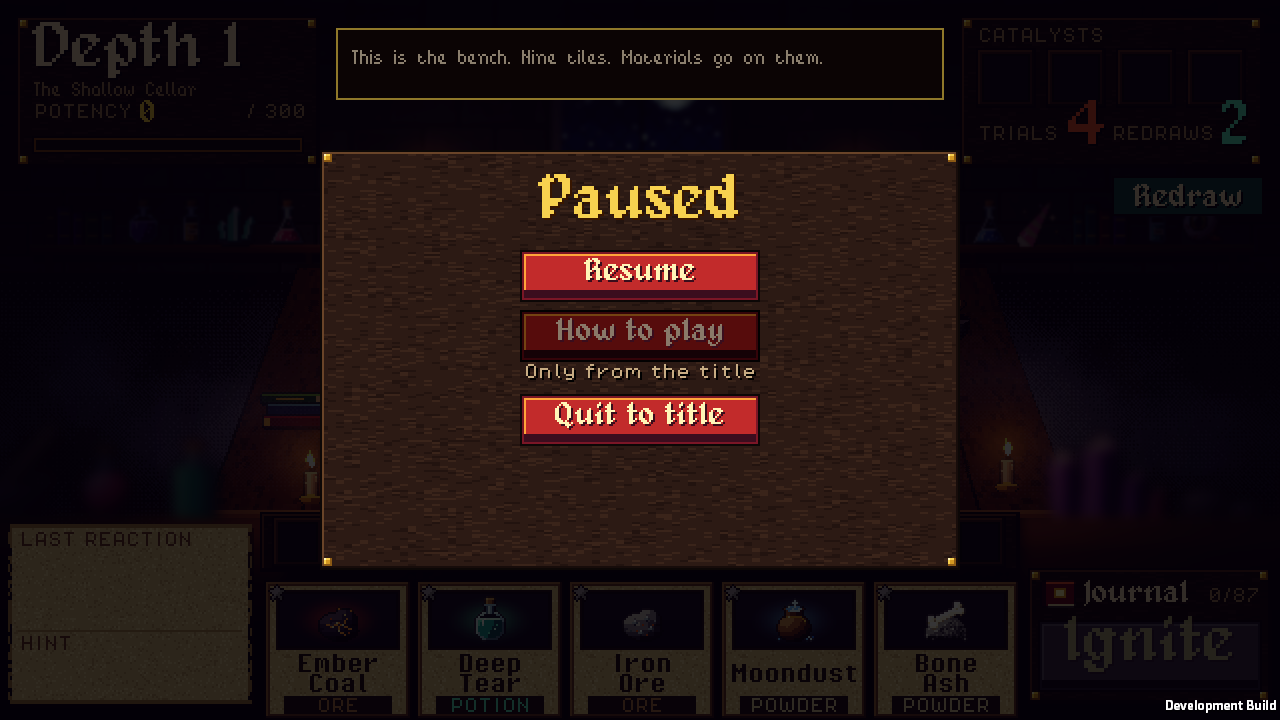 Depth 1
The Shallow Cellar
POTENCY 0 / 300
This is the bench. Nine tiles. Materials go on them.
CATALYSTS
TRIALS 4 REDRAWS 2
Redraw
Paused
Resume
How to play
Only from the title
Quit to title
LAST REACTION
HINT
Ember
Coal
ORE
Deep
Tear
POTION
Iron
Ore
ORE
Moondust
POWDER
Bone
Ash
POWDER
Journal 0/87
Ignite
Development Build